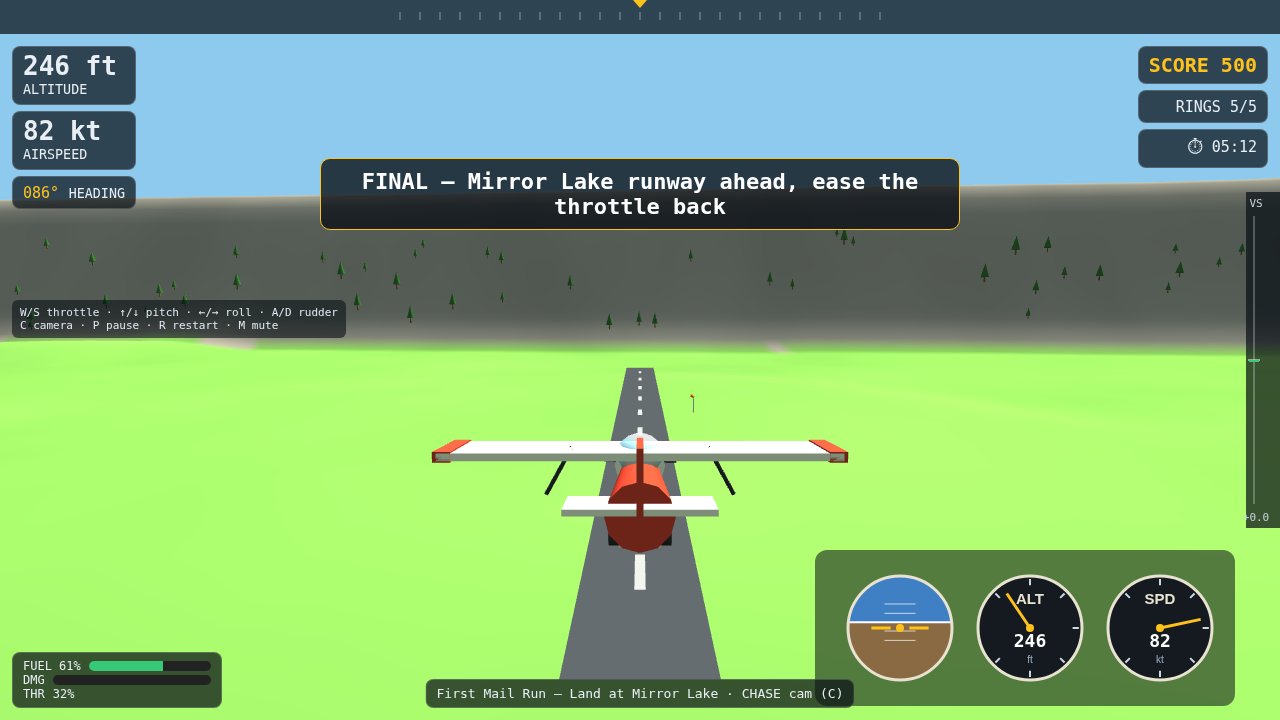 246 ft
ALTITUDE
82 kt
AIRSPEED
086° HEADING
SCORE 500
RINGS 5/5
⏱ 05:12
FINAL — Mirror Lake runway ahead, ease the
throttle back
VS
W/S throttle · ↑/↓ pitch · ←/→ roll · A/D rudder
C camera · P pause · R restart · M mute
+0.0
ALT
246
ft
SPD
82
kt
FUEL 61%
DMG
THR 32%
First Mail Run — Land at Mirror Lake · CHASE cam (C)